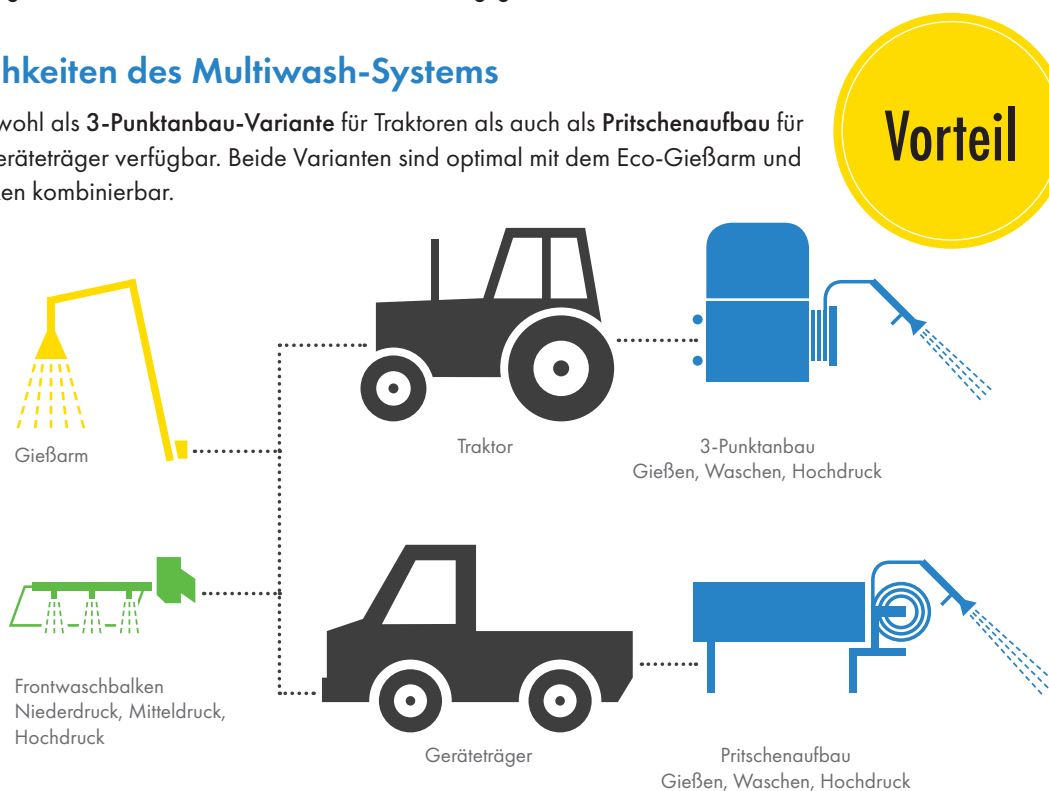 hkeiten des Multiwash-Systems
wohl als 3-Punktanbau-Variante für Traktoren als auch als Pritschenaufbau für
eräteträger verfügbar. Beide Varianten sind optimal mit dem Eco-Gießarm und
en kombinierbar.
Vorteil
Gießarm
Traktor
3-Punktanbau
Gießen, Waschen, Hochdruck
Frontwaschbalken
Niederdruck, Mitteldruck,
Hochdruck
Geräteträger
Pritschenaufbau
Gießen, Waschen, Hochdruck